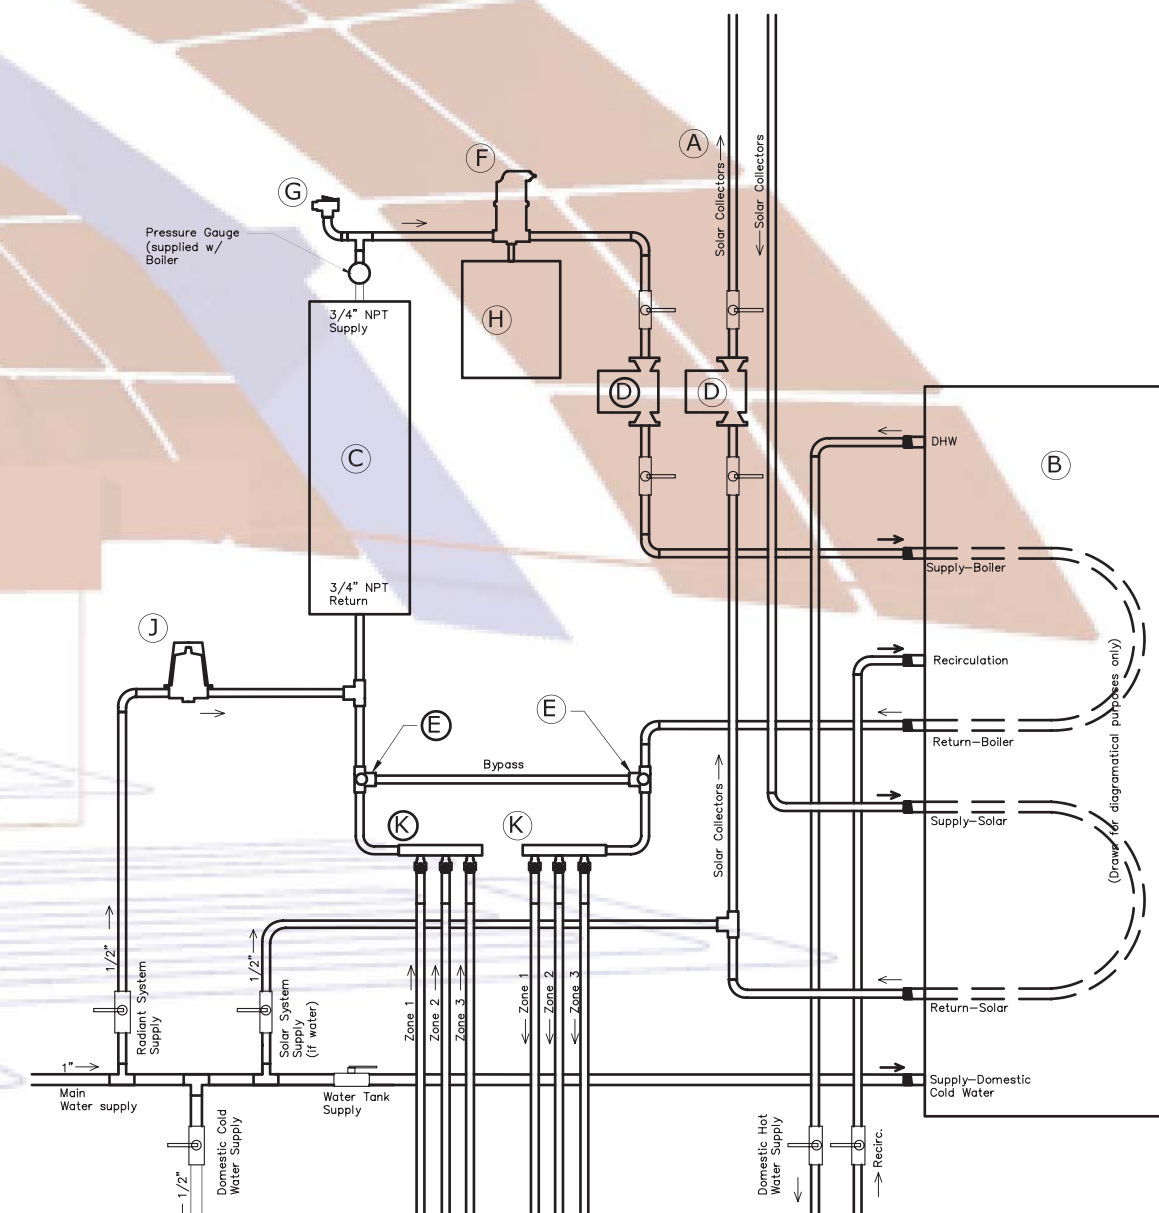 A
Solar Collectors
Solar Collectors
F
G
Pressure Gauge
(supplied w/
Boiler
3/4" NPT
Supply
H
D
D
C
DHW
B
Supply-Boiler
3/4" NPT
Return
J
Recirculation
(Drawn for diagramatical purposes only)
E
E
Return-Boiler
Bypass
Supply-Solar
K
K
Solar Collectors
1/2"
Radiant System
Supply
1/2"
Solar System
Supply
(if water)
Zone 1
Zone 2
Zone 3
Zone 1
Zone 2
Zone 3
Return-Solar
1"
Main
Water supply
Water Tank
Supply
Supply-Domestic
Cold Water
Domestic Cold
Water Supply
1/2"
Domestic Hot
Water Supply
Recirc.